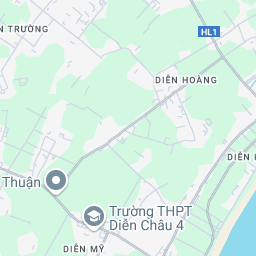 HL1
N TRƯỜNG
DIỄN HOÀNG
DIỄN
Thuận
Trường THPT
Diễn Châu 4
DIỄN MỸ